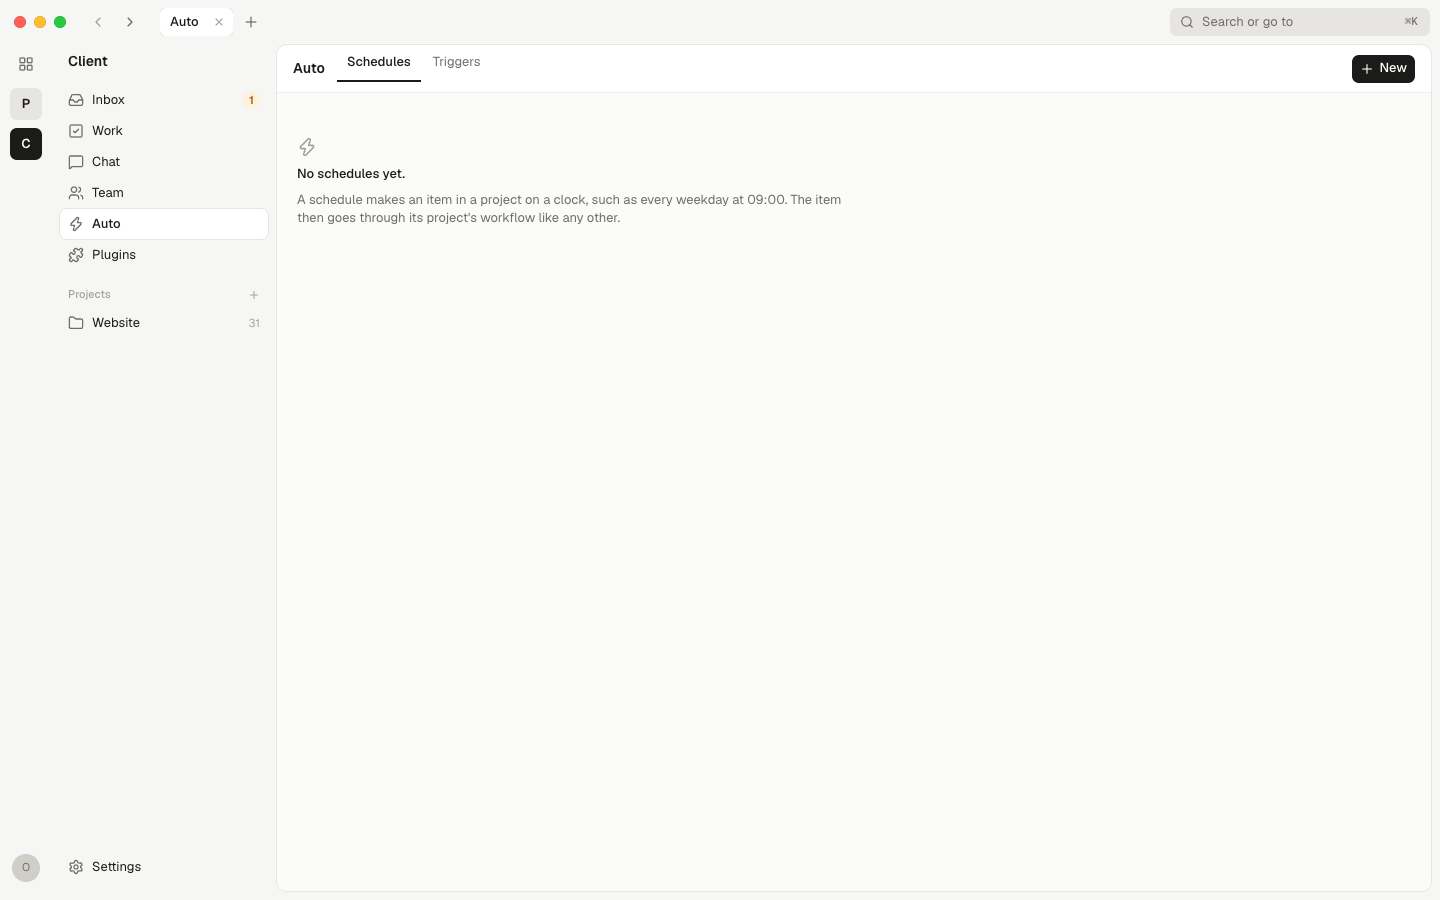 Auto
Search or go to
⌘K
Client
P
C
Inbox
1
Work
Chat
Team
Auto
Plugins
Projects
Website
31
Settings
O
Auto
Schedules
Triggers
New
No schedules yet.
A schedule makes an item in a project on a clock, such as every weekday at 09:00. The item
then goes through its project's workflow like any other.